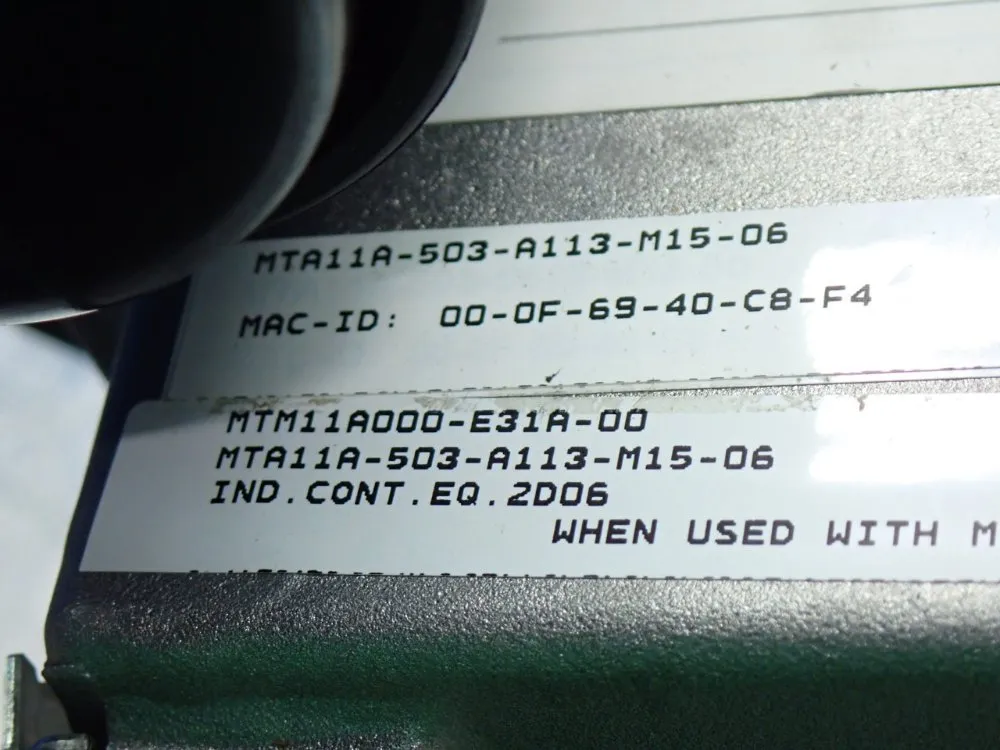 MTA11A-503-A113-M15-06
MAC-ID: 00-0F-69-40-C8-F4
MTM11A000-E31A-00
MTA11A-503-A113-M15-06
IND.CONT.EQ.2D06
WHEN USED WITH M